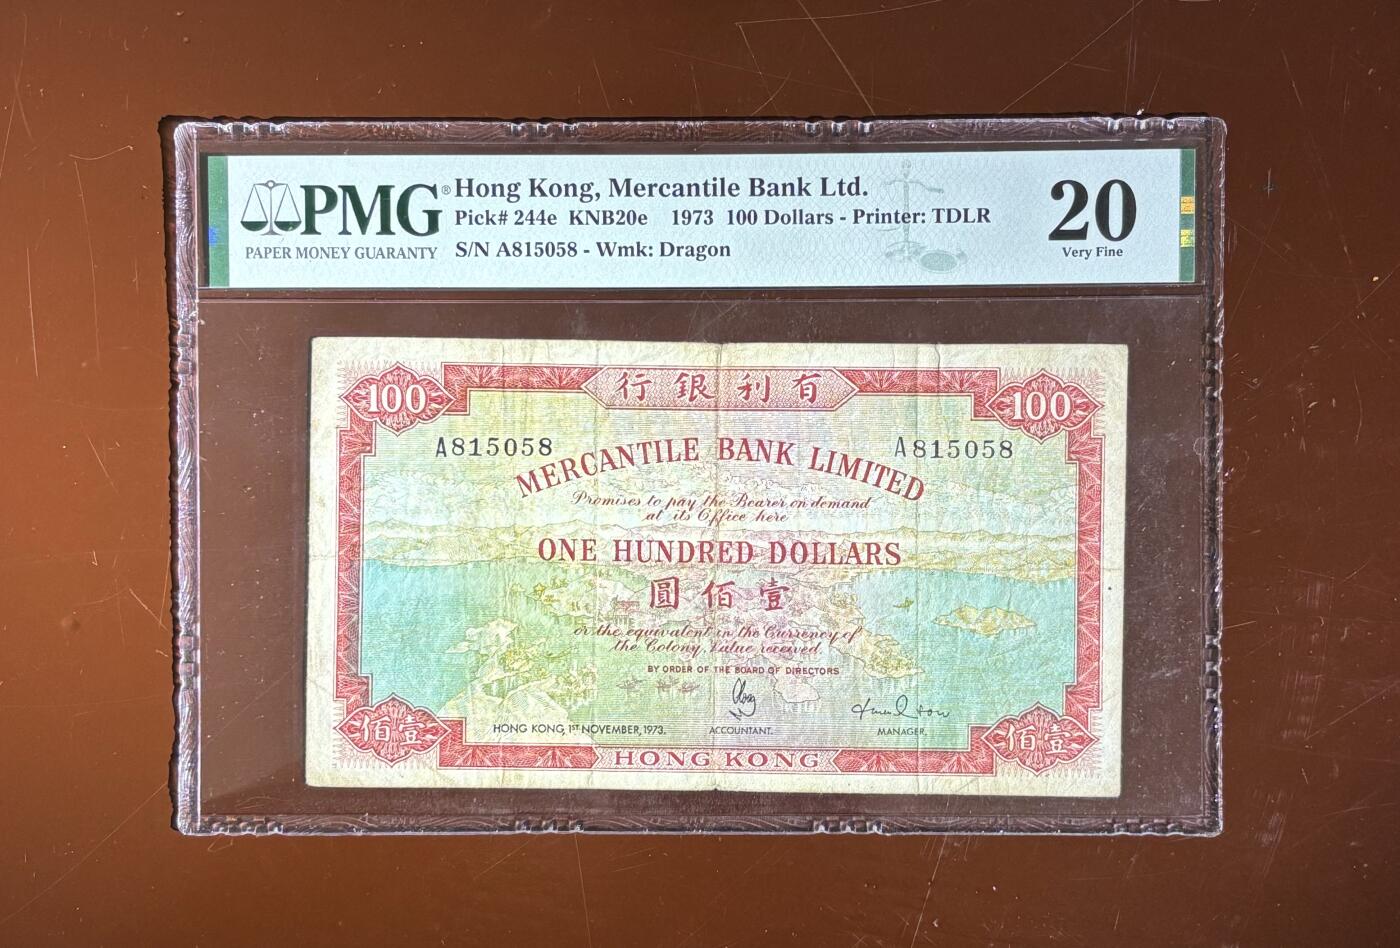 PMG®
PAPER MONEY GUARANTY
Hong Kong, Mercantile Bank Ltd.
Pick# 244e KNB20e 1973 100 Dollars - Printer: TDLR
S/N A815058 - Wmk: Dragon
20
Very Fine
100 行銀利有 100
A815058 A815058
MERCANTILE BANK LIMITED
Promises to pay the Bearer on demand
at its Office here
ONE HUNDRED DOLLARS
圓佰壹
or the equivalent in the Currency of
the Colony, Value received.
BY ORDER OF THE BOARD OF DIRECTORS
HONG KONG, 1ST NOVEMBER, 1973. ACCOUNTANT. MANAGER.
佰壹 HONG KONG 佰壹